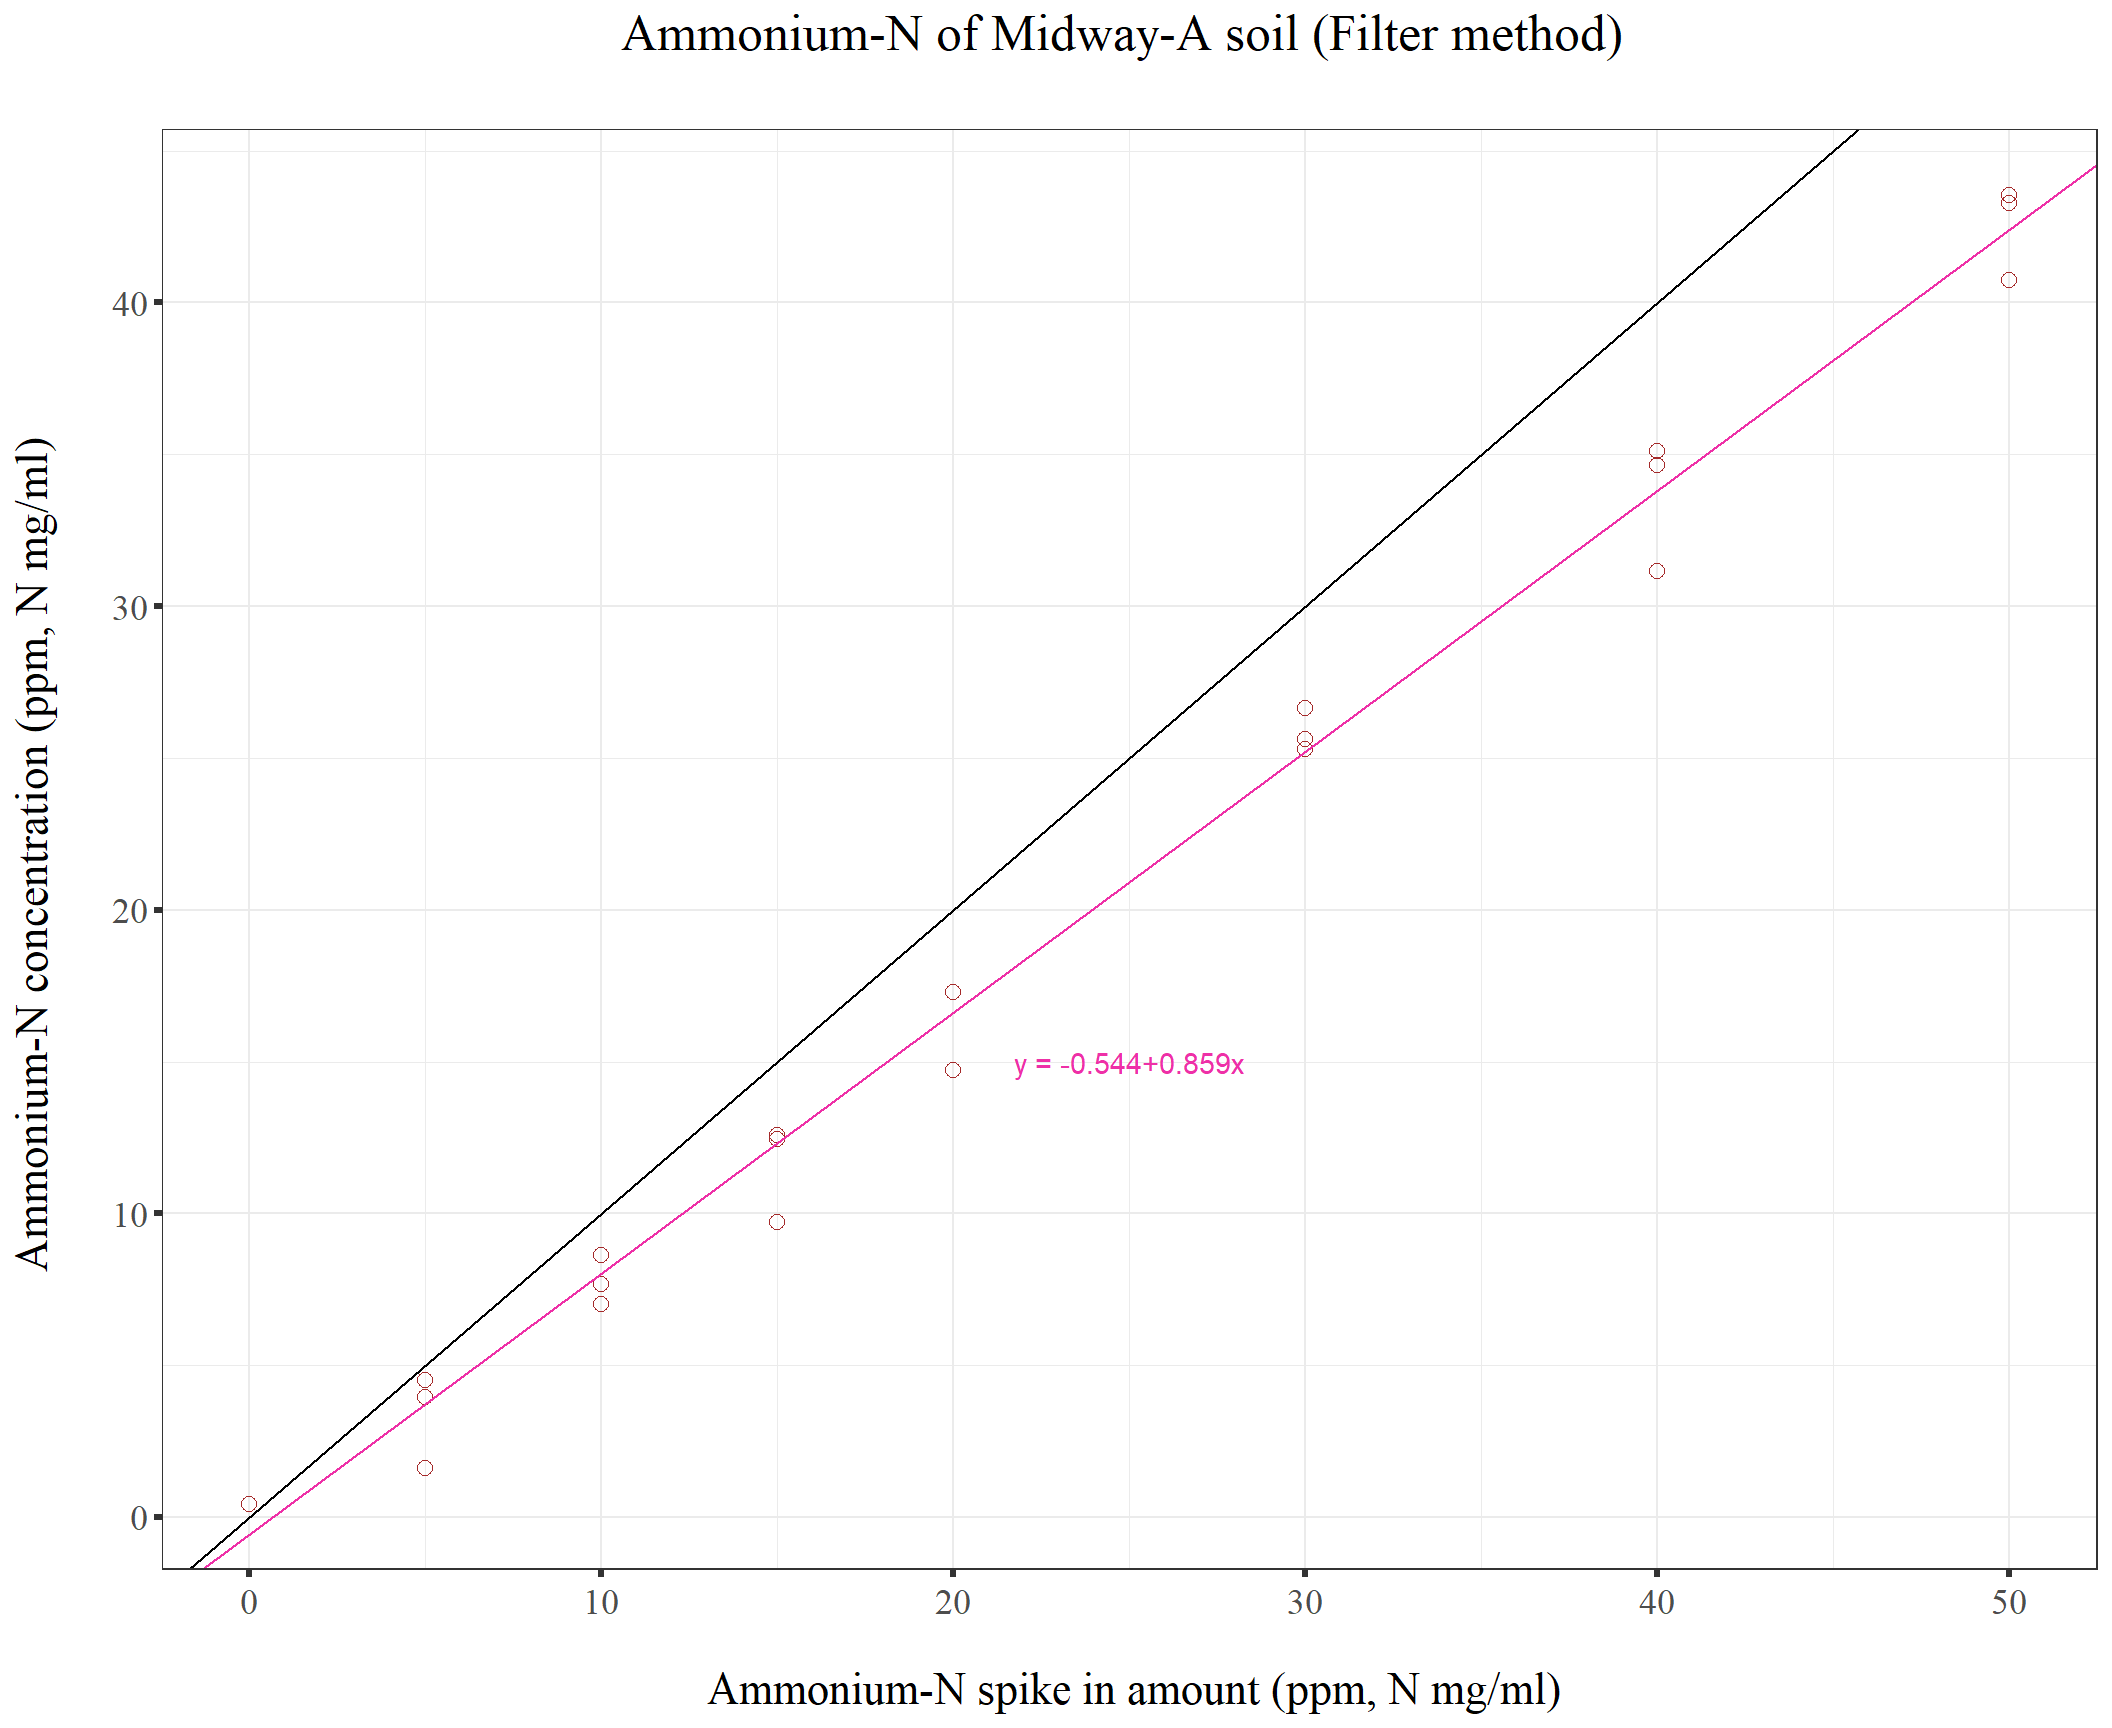 Ammonium-N of Midway-A soil (Filter method)
Ammonium-N concentration (ppm, N mg/ml)
40
30
20
10
0
y = -0.544+0.859x
0 10 20 30 40 50
Ammonium-N spike in amount (ppm, N mg/ml)